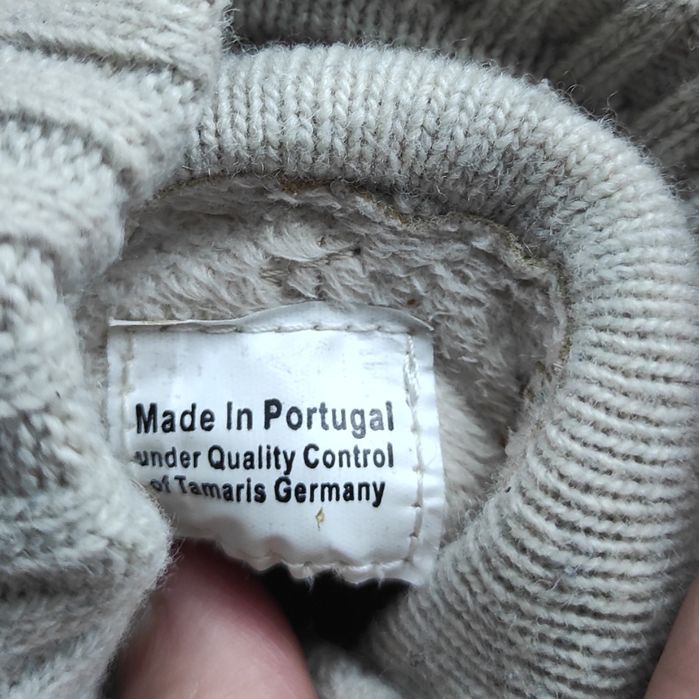 Made In Portugal
under Quality Control
of Tamaris Germany